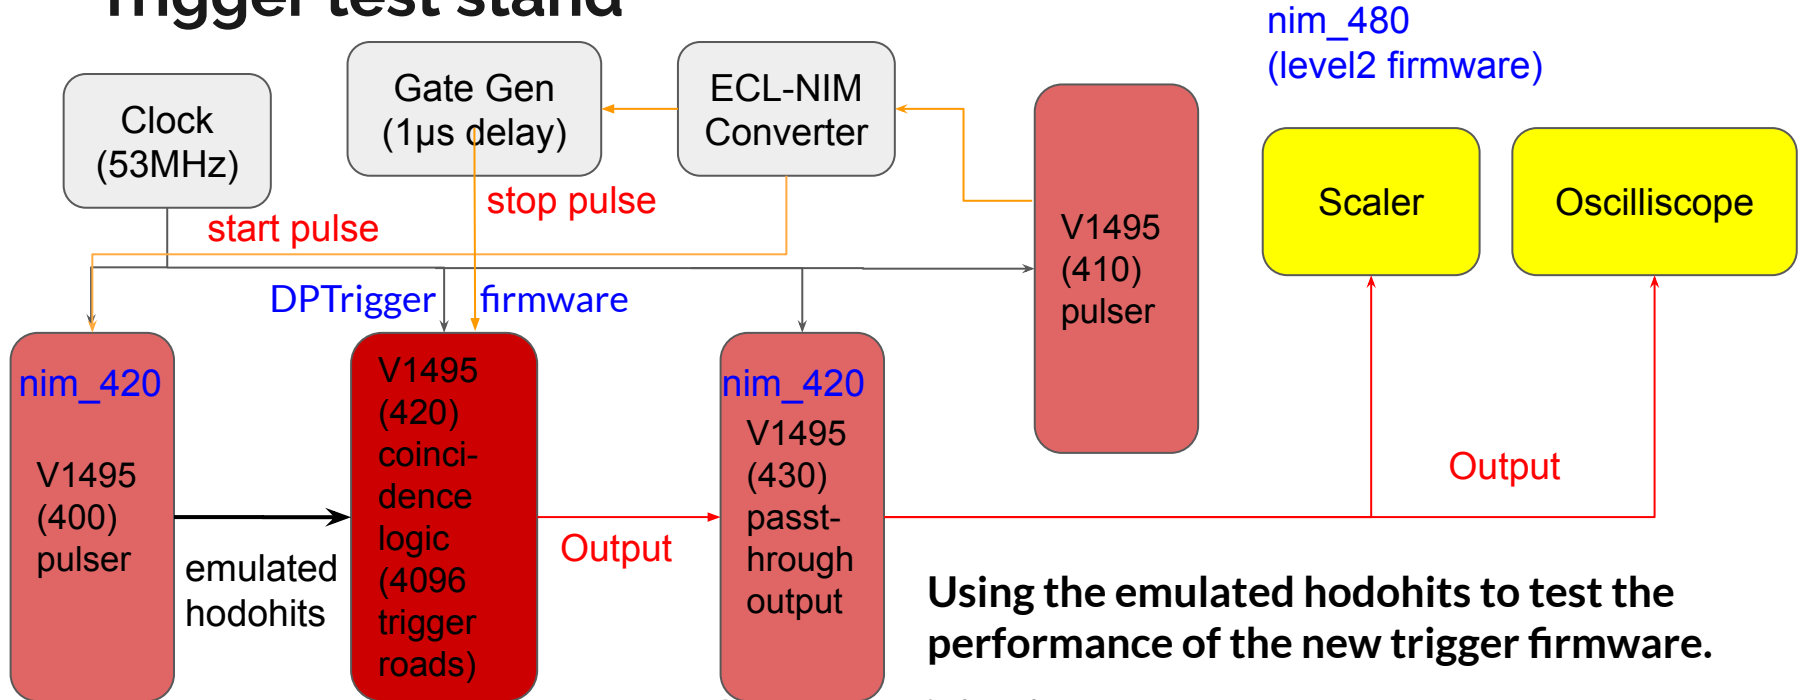 Trigger test stand
nim_480
(level2 firmware)
Clock
(53MHz)
Gate Gen
(1µs delay)
ECL-NIM
Converter
start pulse
stop pulse
V1495
(410)
pulser
Scaler
Oscilliscope
DPTrigger
firmware
nim_420
V1495
(400)
pulser
emulated
hodohits
V1495
(420)
coinci-
dence
logic
(4096
trigger
roads)
Output
nim_420
V1495
(430)
passt-
hrough
output
Output
Using the emulated hodohits to test the
performance of the new trigger firmware.